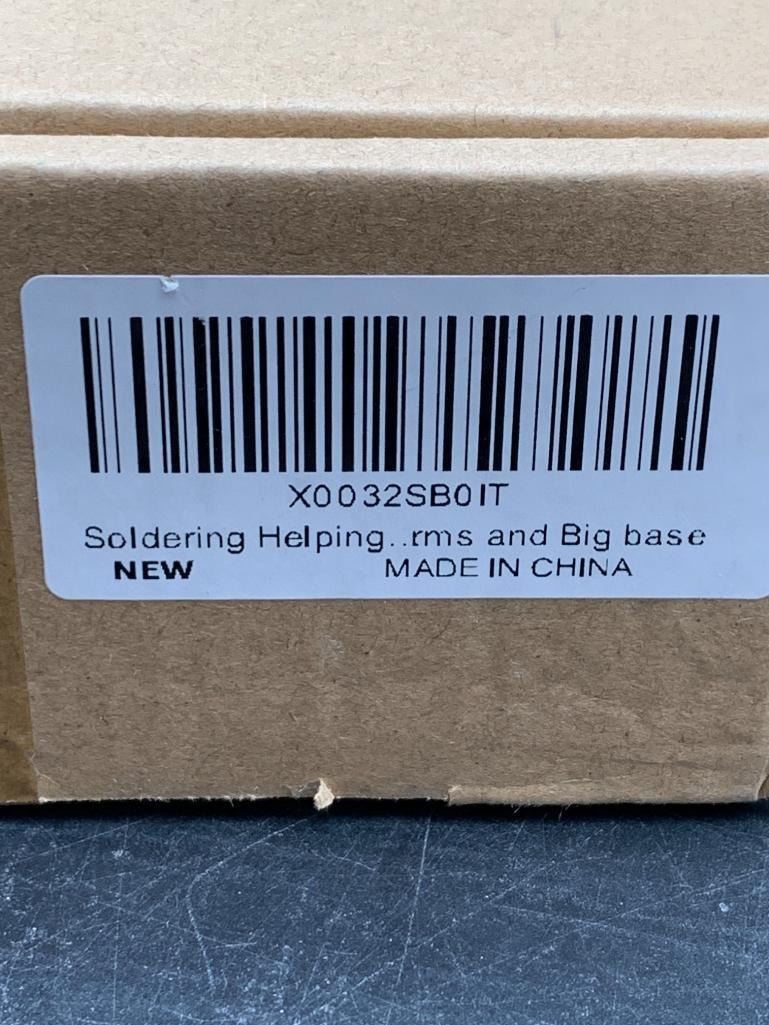 X0032SB0IT
Soldering Helping..rms and Big base
NEW MADE IN CHINA